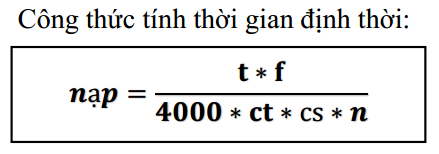 Công thức tính thời gian định thời:
nạp = t * f / 4000 * ct * cs * n